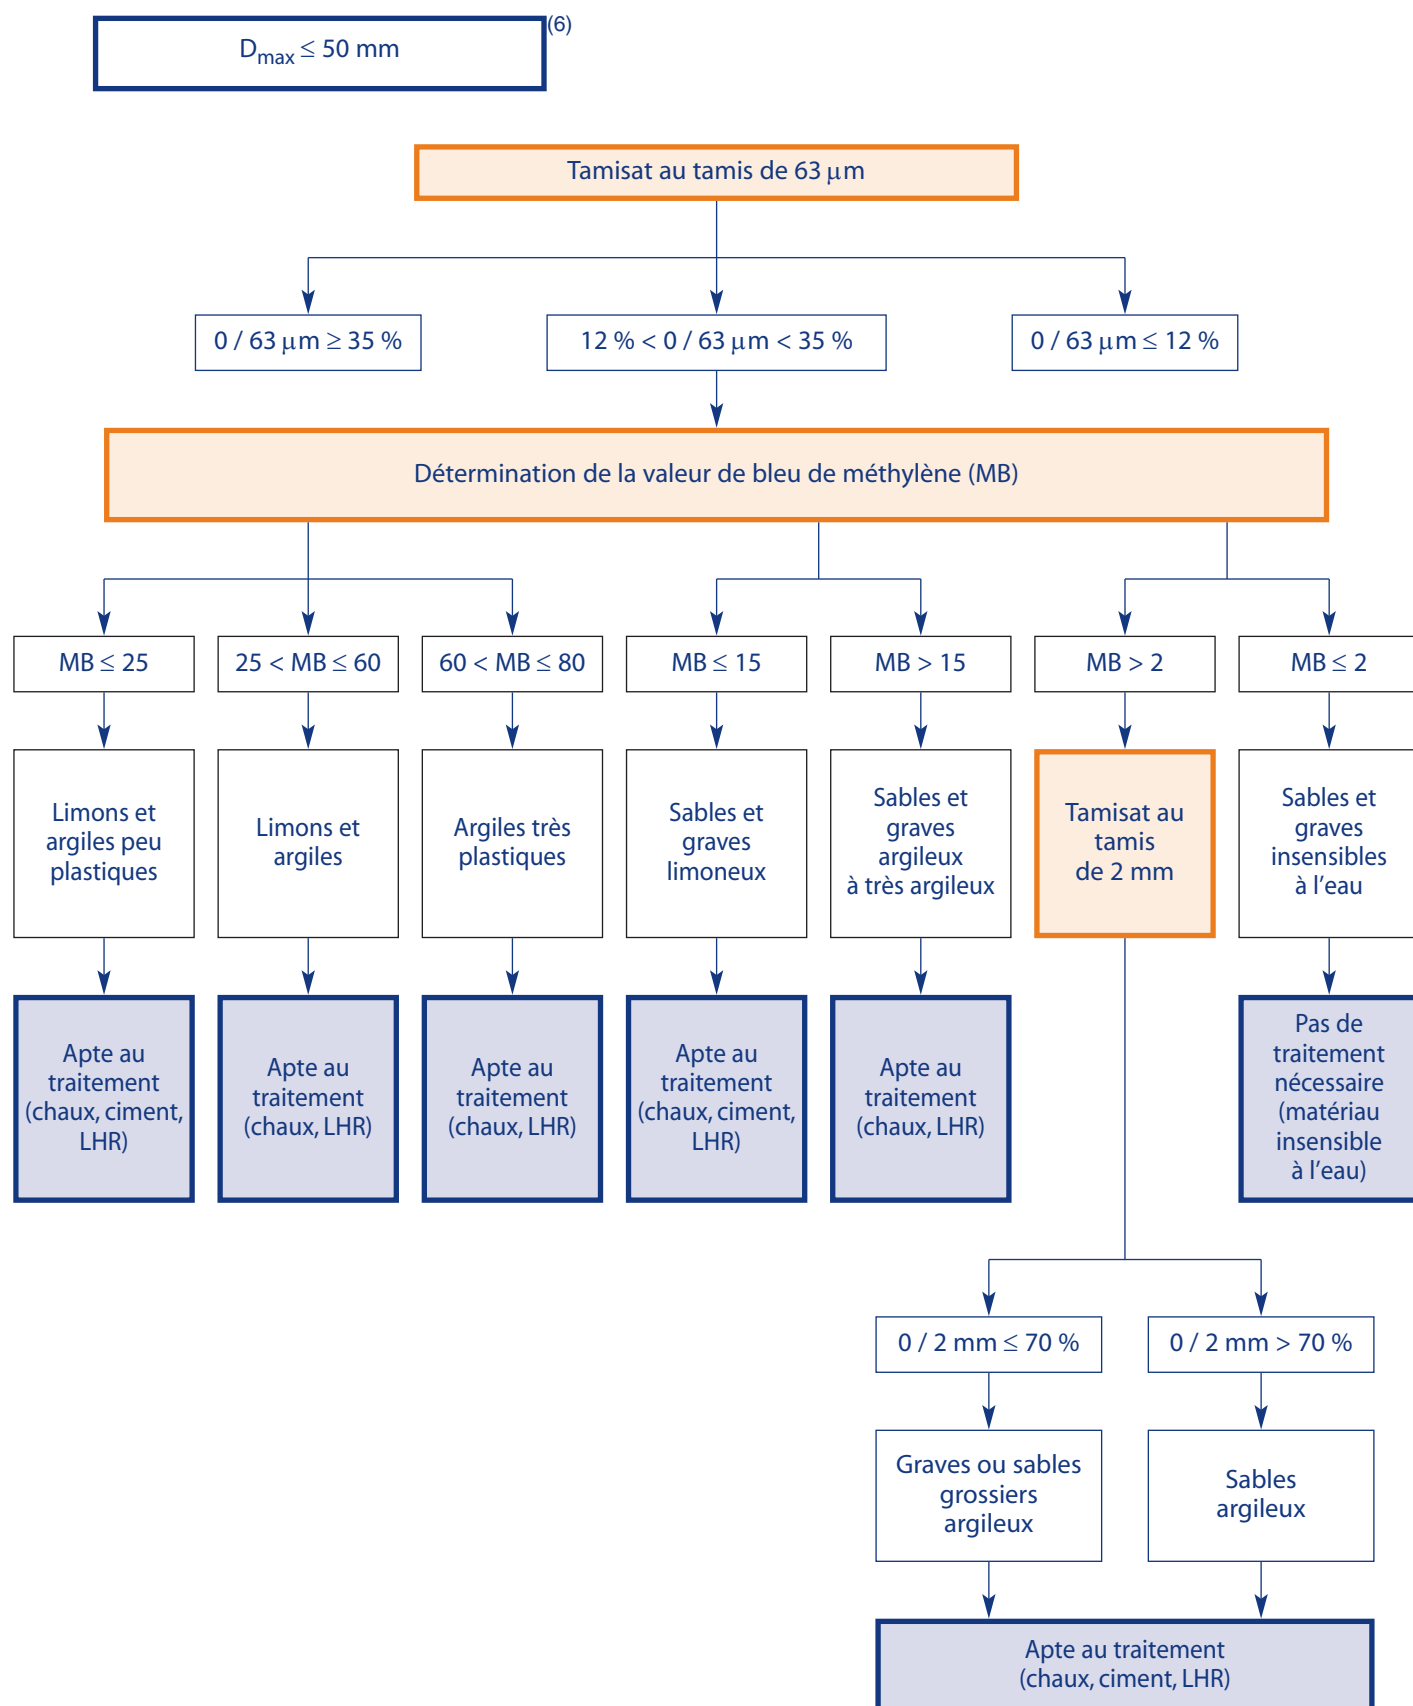 D_max ≤ 50 mm
(6)
Tamisat au tamis de 63 µm
0 / 63 µm ≥ 35 %
12 % < 0 / 63 µm < 35 %
0 / 63 µm ≤ 12 %
Détermination de la valeur de bleu de méthylène (MB)
MB ≤ 25
25 < MB ≤ 60
60 < MB ≤ 80
MB ≤ 15
MB > 15
MB > 2
MB ≤ 2
Limons et
argiles peu
plastiques
Limons et
argiles
Argiles très
plastiques
Sables et
graves
limoneux
Sables et
graves
argileux
à très argileux
Tamisat au
tamis
de 2 mm
Sables et
graves
insensibles
à l'eau
Apte au
traitement
(chaux, ciment,
LHR)
Apte au
traitement
(chaux, LHR)
Apte au
traitement
(chaux, LHR)
Apte au
traitement
(chaux, ciment,
LHR)
Apte au
traitement
(chaux, LHR)
Pas de
traitement
nécessaire
(matériau
insensible
à l'eau)
0 / 2 mm ≤ 70 %
0 / 2 mm > 70 %
Graves ou sables
grossiers
argileux
Sables
argileux
Apte au traitement
(chaux, ciment, LHR)